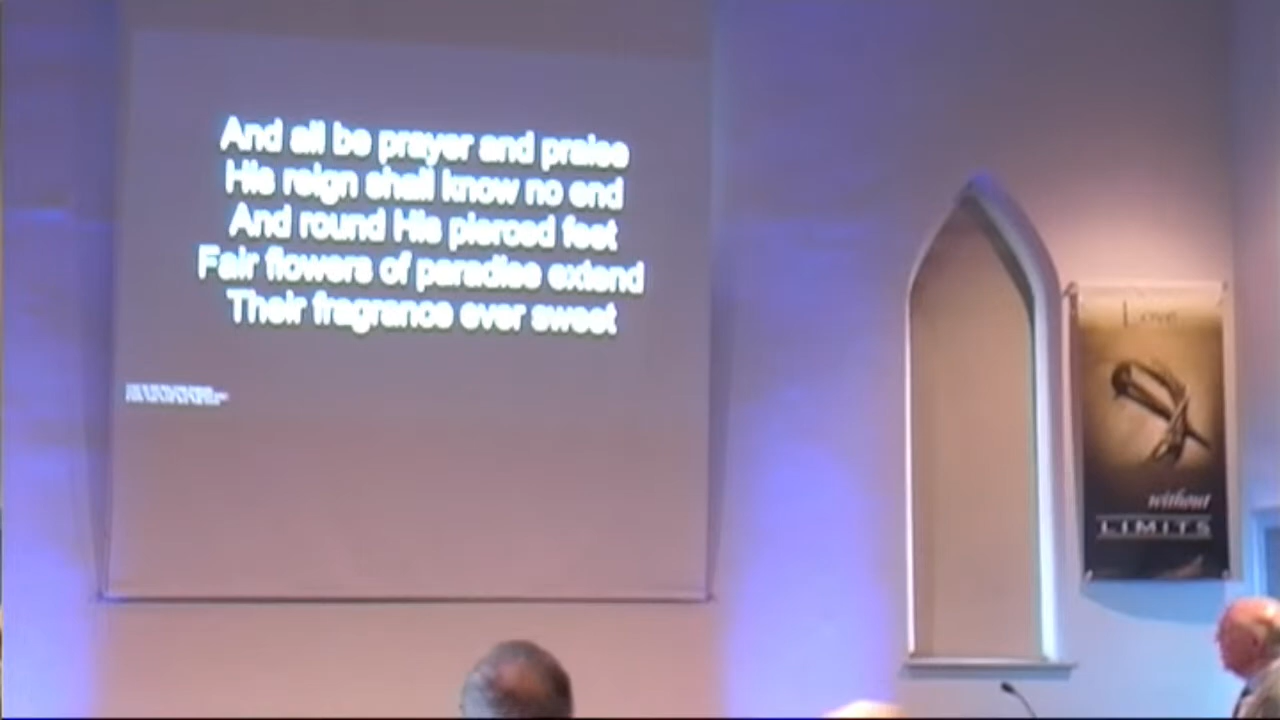 And all be prayer and praise
His reign shall know no end
And round His pierced feet
Fair flowers of paradise extend
Their fragrance ever sweet
Love
without
LIMITS